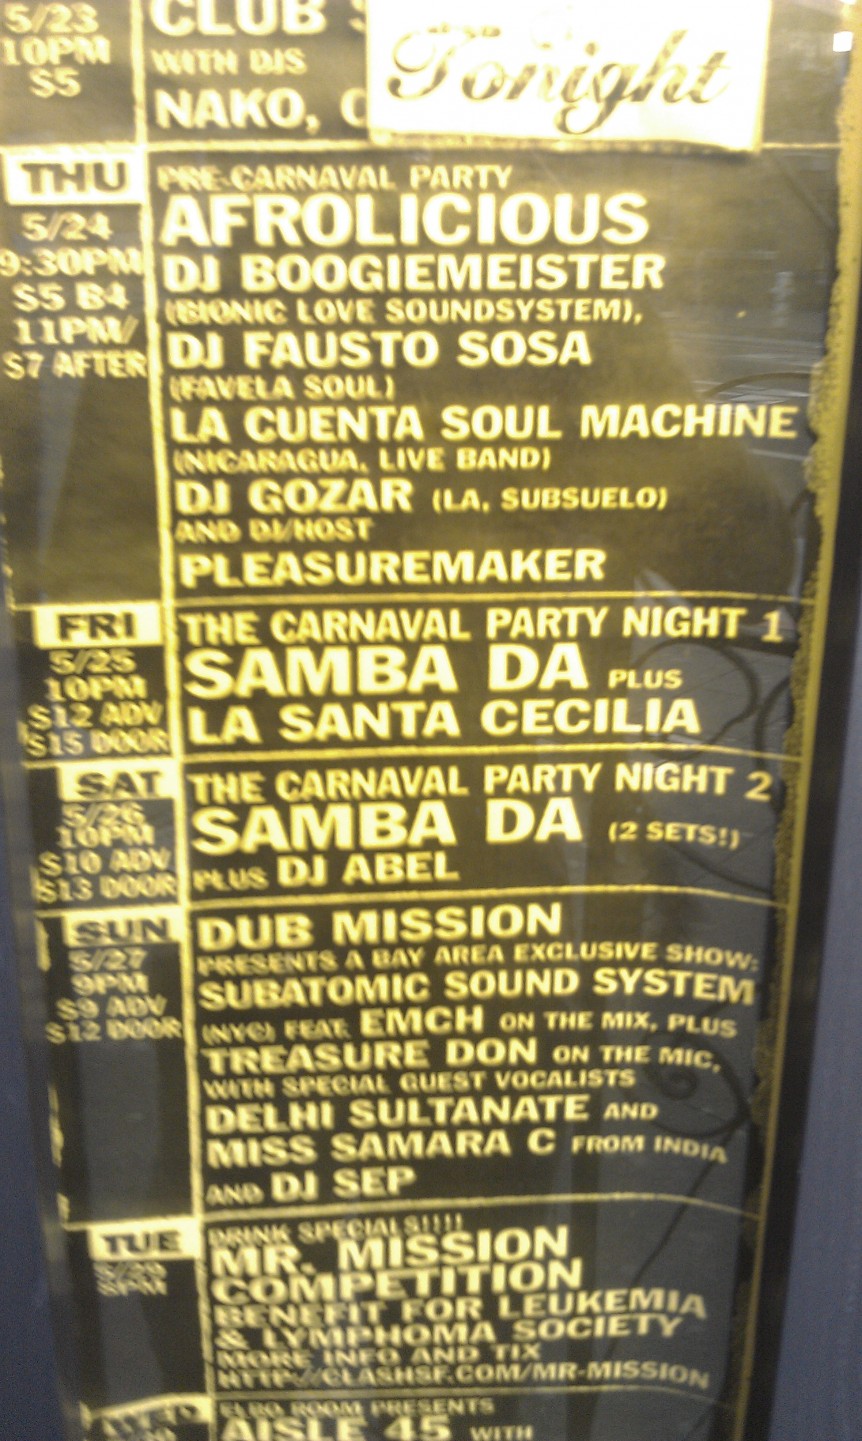 5/23
10PM
$5
CLUB
WITH DJS
NAKO,
Tonight
THU
5/24
9:30PM
$5 B4
11PM/
$7 AFTER
PRE-CARNAVAL PARTY
AFROLICIOUS
DJ BOOGIEMEISTER
(BIONIC LOVE SOUNDSYSTEM),
DJ FAUSTO SOSA
(FAVELA SOUL)
LA CUENTA SOUL MACHINE
(NICARAGUA, LIVE BAND)
DJ GOZAR (LA, SUBSUELO)
AND DJ/HOST
PLEASUREMAKER
FRI
5/25
10PM
$12 ADV
$15 DOOR
THE CARNAVAL PARTY NIGHT 1
SAMBA DA PLUS
LA SANTA CECILIA
SAT
5/26
10PM
$10 ADV
$13 DOOR
THE CARNAVAL PARTY NIGHT 2
SAMBA DA (2 SETS!)
PLUS DJ ABEL
SUN
5/27
9PM
$9 ADV
$12 DOOR
DUB MISSION
PRESENTS A BAY AREA EXCLUSIVE SHOW:
SUBATOMIC SOUND SYSTEM
(NYC) FEAT. EMCH ON THE MIX, PLUS
TREASURE DON ON THE MIC,
WITH SPECIAL GUEST VOCALISTS
DELHI SULTANATE AND
MISS SAMARA C FROM INDIA
AND DJ SEP
TUE
5/29
DRINK SPECIALS!!!!
MR. MISSION
COMPETITION
BENEFIT FOR LEUKEMIA
& LYMPHOMA SOCIETY
MORE INFO AND TIX
HTTP://CLASHSF.COM/MR-MISSION
WED
ELBO ROOM PRESENTS
AISLE 45 WITH